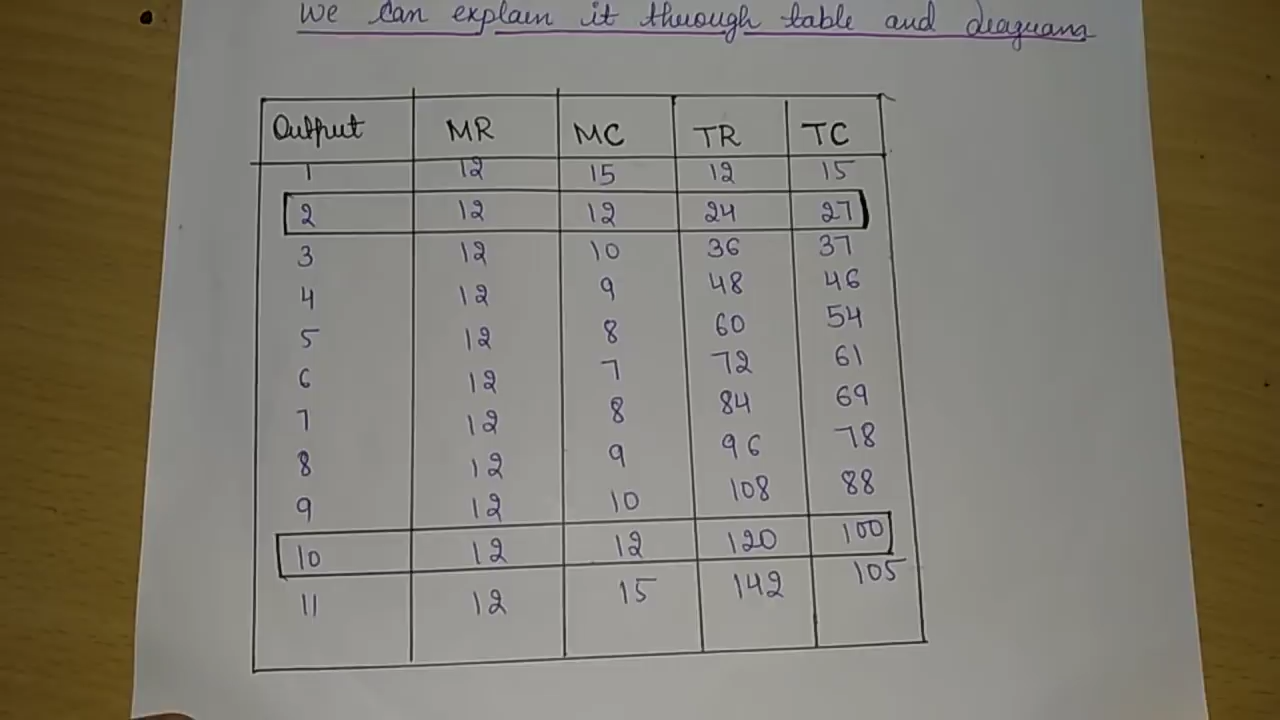 we can explain it through table and diagrams
Output MR MC TR TC
1 12 15 12 15
2 12 12 24 27
3 12 10 36 37
4 12 9 48 46
5 12 8 60 54
6 12 7 72 61
7 12 8 84 69
8 12 9 96 78
9 12 10 108 88
10 12 12 120 100
11 12 15 142 105